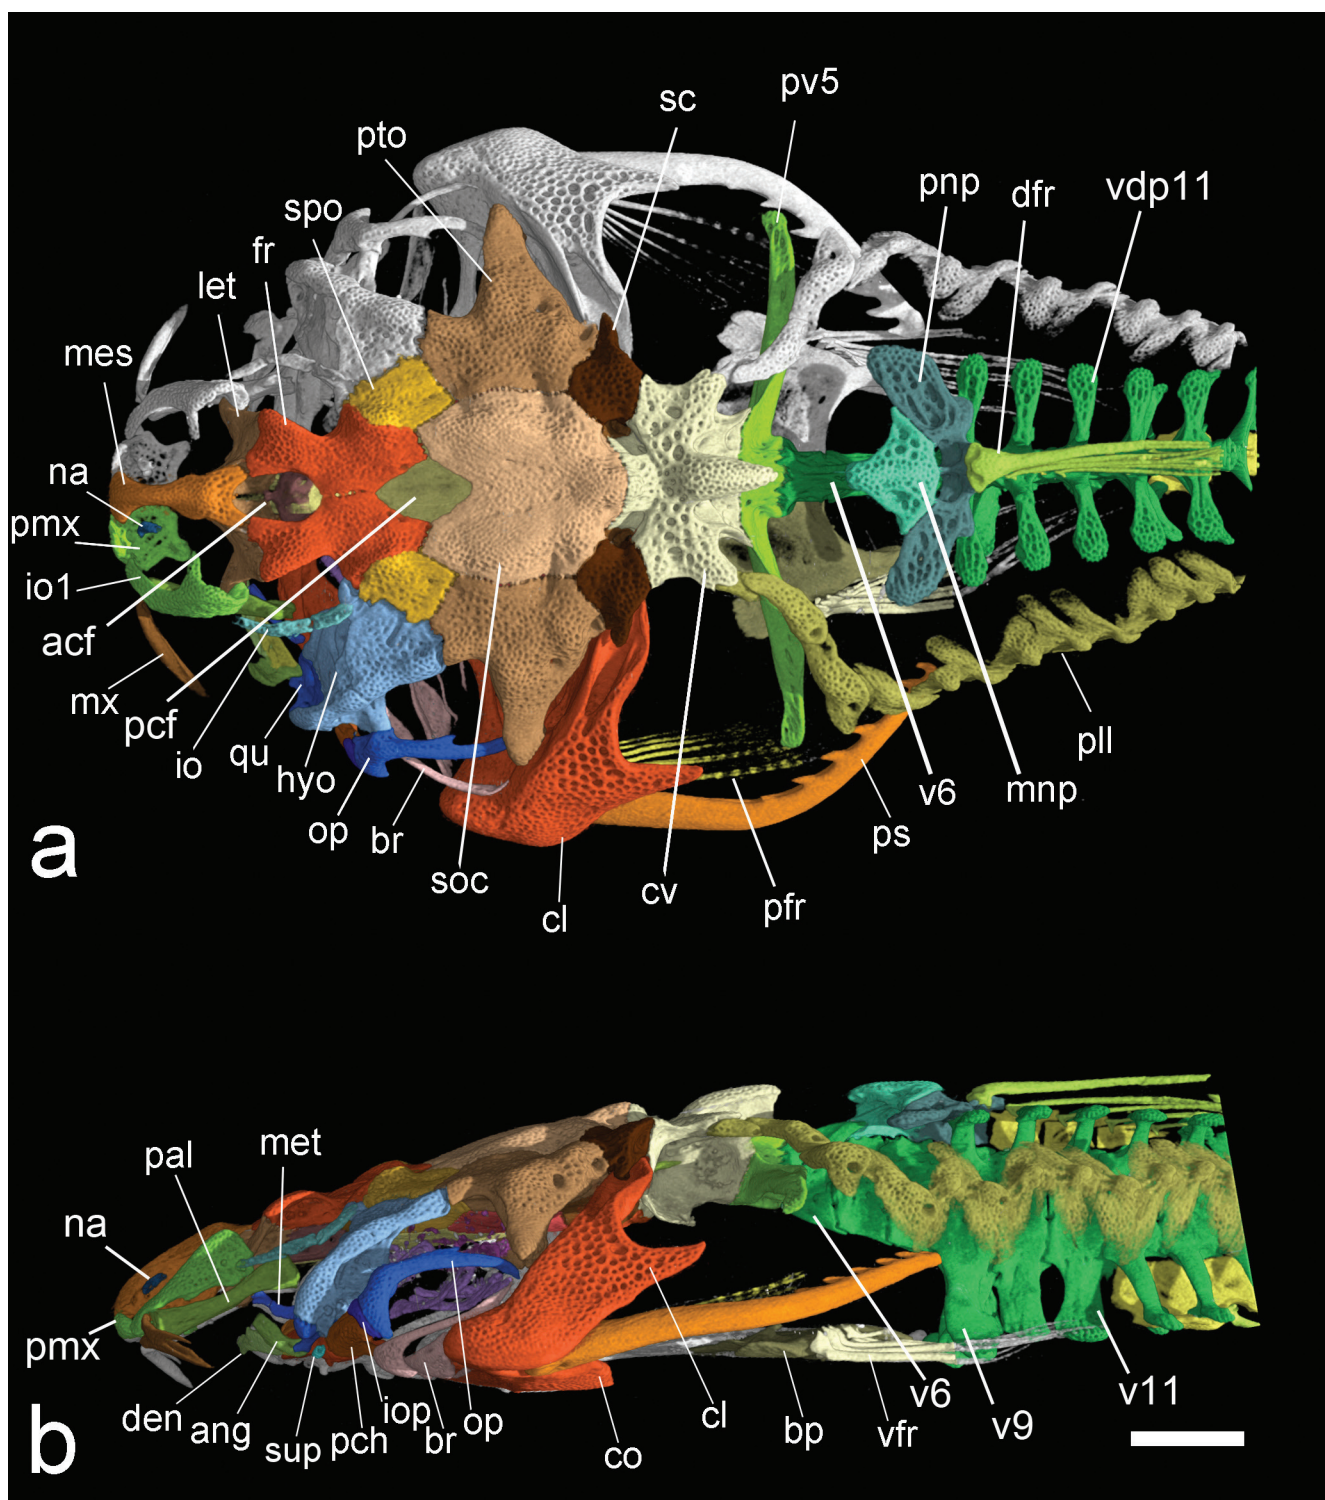 pv5
sc
pto
pnp
dfr
vdp11
spo
fr
let
mes
na
pmx
io1
acf
mx
pcf
io
qu
hyo
op
br
soc
cl
cv
pfr
ps
v6
mnp
pll
a
met
pal
na
pmx
den
ang
sup
pch
iop
br
op
co
cl
bp
vfr
v6
v9
v11
b